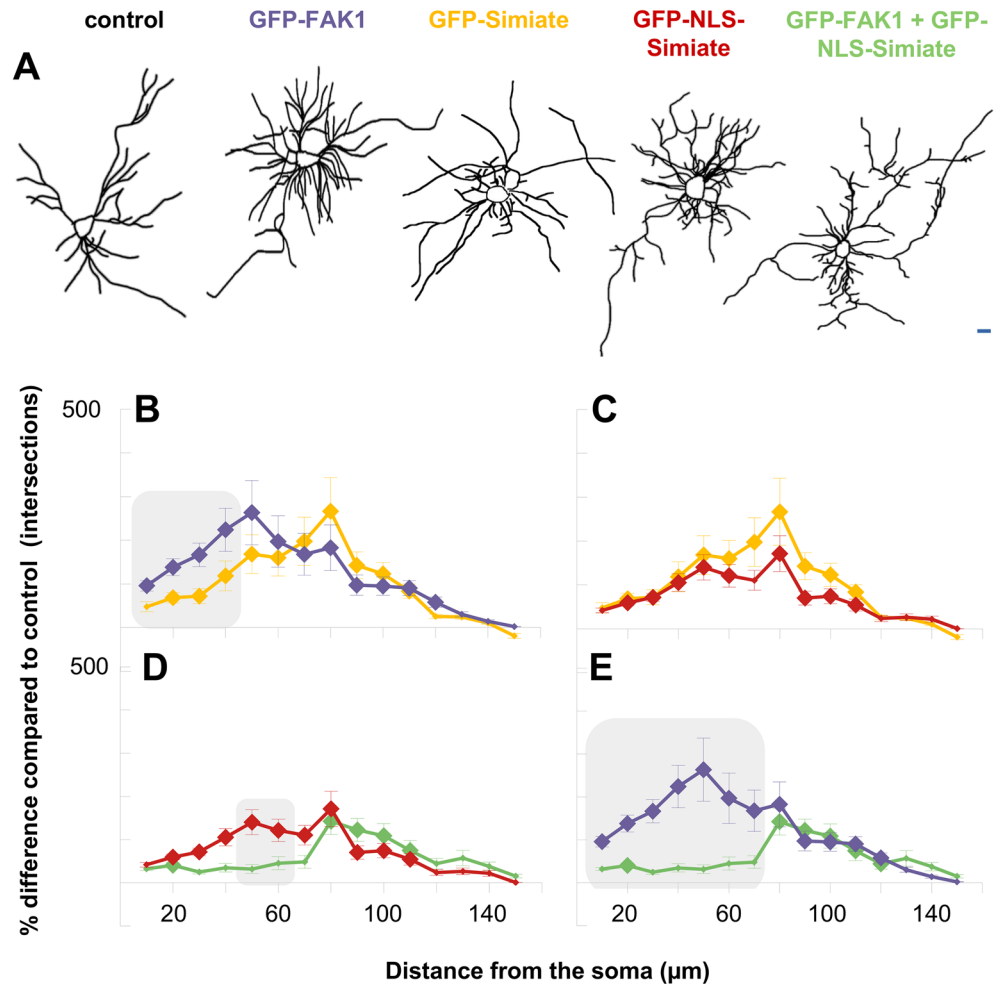 control GFP-FAK1 GFP-Simiate GFP-NLS- GFP-FAK1 + GFP-
Simiate NLS-Simiate
A
% difference compared to control (intersections)
500 B C
500 D E
20 60 100 140 20 60 100 140
Distance from the soma (µm)